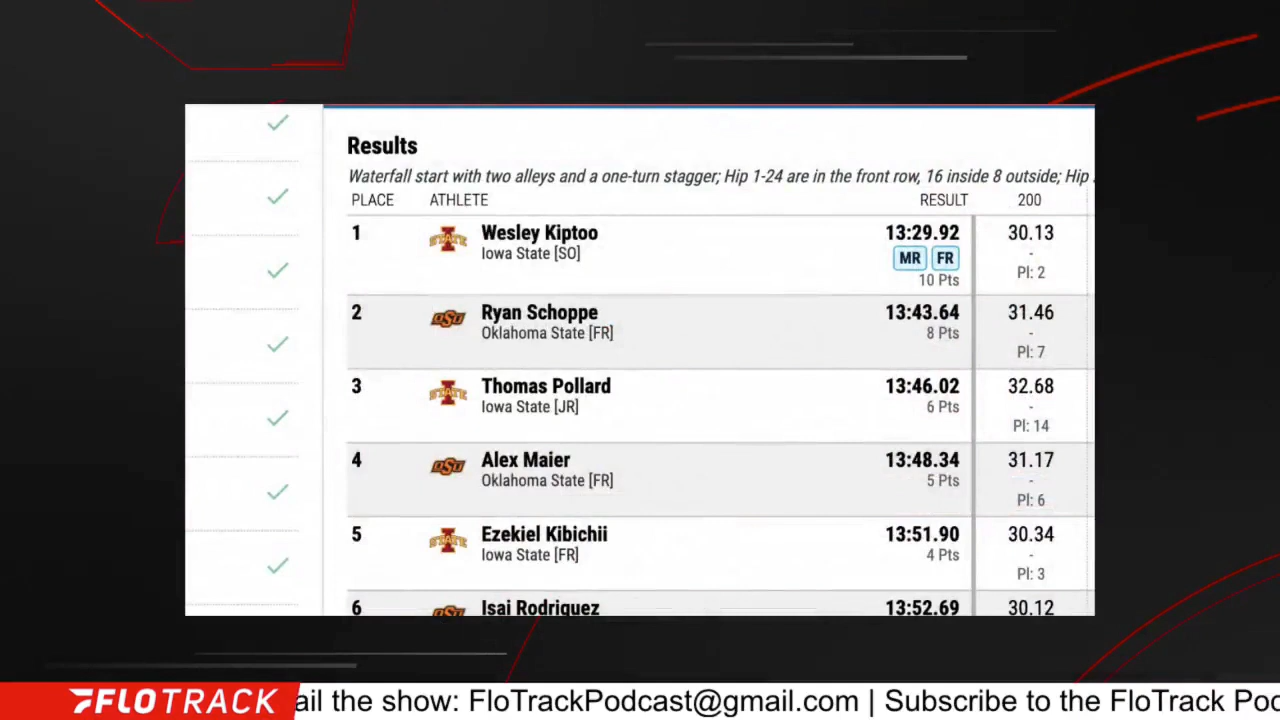 Results
Waterfall start with two alleys and a one-turn stagger; Hip 1-24 are in the front row, 16 inside 8 outside; Hip
PLACE ATHLETE RESULT 200
1 STATE Wesley Kiptoo 13:29.92 30.13
Iowa State [SO] MR FR -
10 Pts Pl: 2
2 OSU Ryan Schoppe 13:43.64 31.46
Oklahoma State [FR] 8 Pts -
Pl: 7
3 STATE Thomas Pollard 13:46.02 32.68
Iowa State [JR] 6 Pts -
Pl: 14
4 OSU Alex Maier 13:48.34 31.17
Oklahoma State [FR] 5 Pts -
Pl: 6
5 STATE Ezekiel Kibichii 13:51.90 30.34
Iowa State [FR] 4 Pts -
Pl: 3
6 OSU Isai Rodriguez 13:52.69 30.12
FLOTRACK ail the show: FloTrackPodcast@gmail.com | Subscribe to the FloTrack Pod